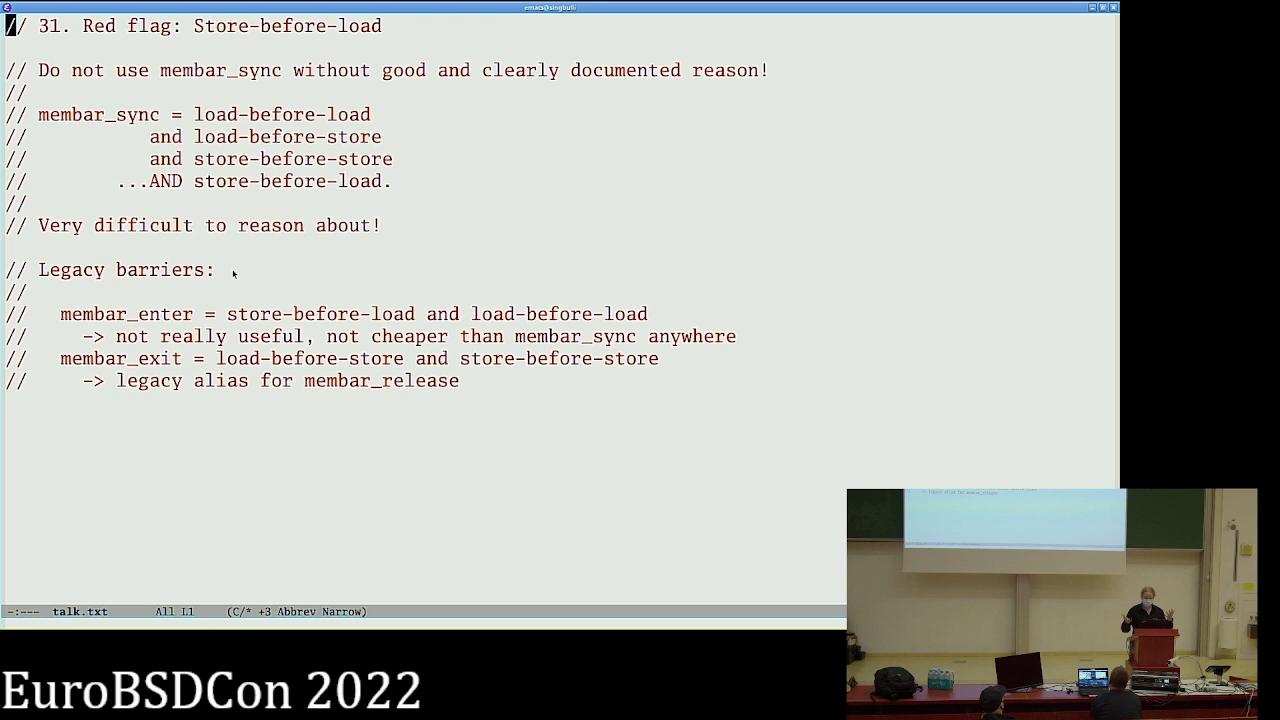 emacs@singbulli
// 31. Red flag: Store-before-load
// Do not use membar_sync without good and clearly documented reason!
//
// membar_sync = load-before-load
// and load-before-store
// and store-before-store
// ...AND store-before-load.
//
// Very difficult to reason about!
// Legacy barriers:
//
// membar_enter = store-before-load and load-before-load
// -> not really useful, not cheaper than membar_sync anywhere
// membar_exit = load-before-store and store-before-store
// -> legacy alias for membar_release
-:--- talk.txt All L1 (C/* +3 Abbrev Narrow)
EuroBSDCon 2022